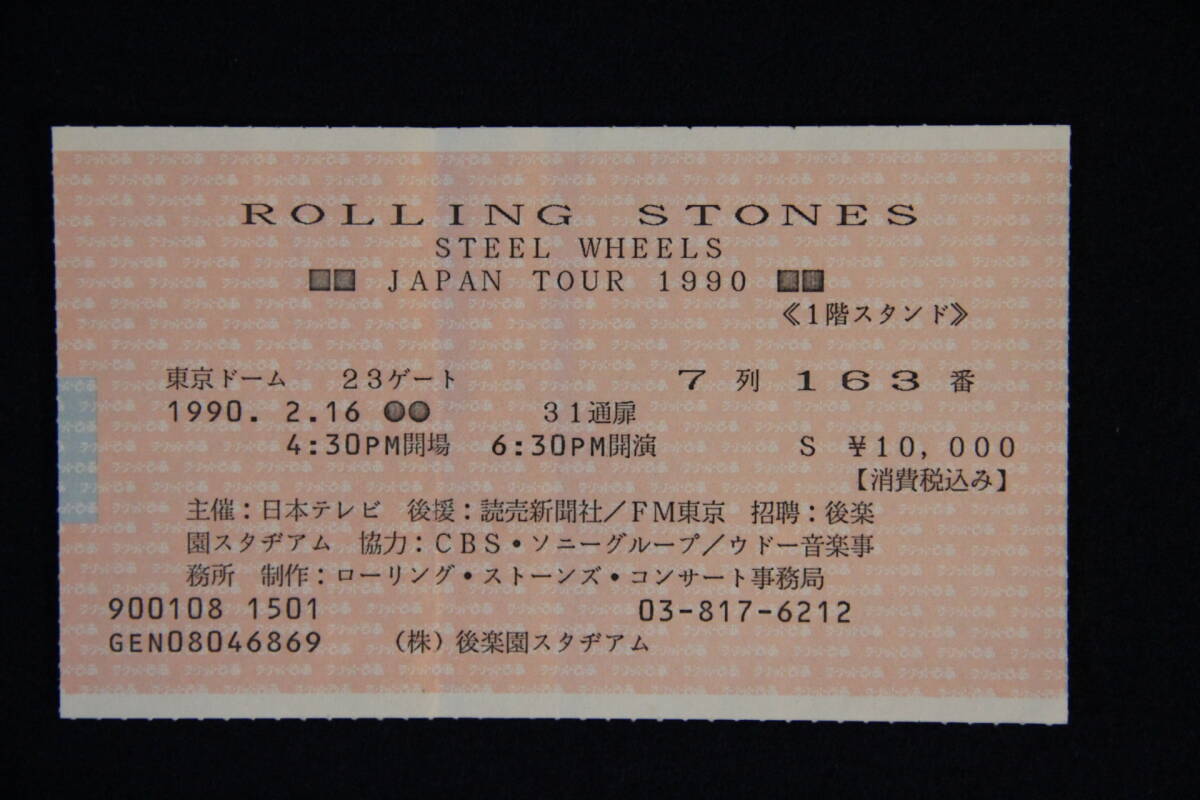 ROLLING STONES
STEEL WHEELS
JAPAN TOUR 1990
《1階スタンド》
東京ドーム 23ゲート 7列 163番
1990. 2.16 31通扉
4:30PM開場 6:30PM開演 S ¥10,000
【消費税込み】
主催:日本テレビ 後援:読売新聞社/FM東京 招聘:後楽
園スタヂアム 協力:CBS・ソニーグループ/ウドー音楽事
務所 制作:ローリング・ストーンズ・コンサート事務局
900108 1501 03-817-6212
GEN08046869 (株)後楽園スタヂアム